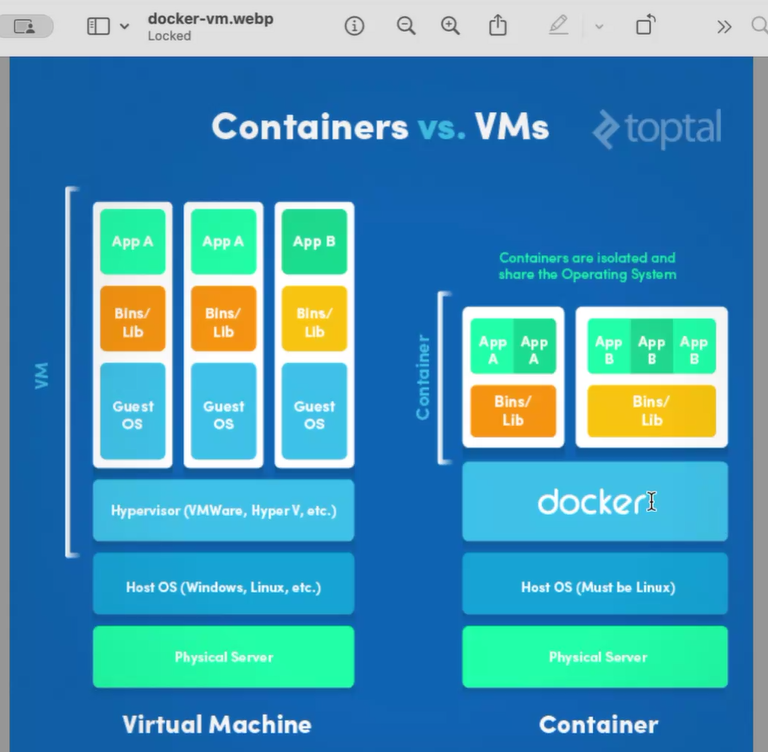 docker-vm.webp
Locked
Containers vs. VMs
toptal
VM
App A
App A
App B
Bins/
Lib
Bins/
Lib
Bins/
Lib
Guest
OS
Guest
OS
Guest
OS
Hypervisor (VMWare, Hyper V, etc.)
Host OS (Windows, Linux, etc.)
Physical Server
Virtual Machine
Containers are isolated and
share the Operating System
Container
App
A
App
A
App
B
App
B
App
B
Bins/
Lib
Bins/
Lib
docker
Host OS (Must be Linux)
Physical Server
Container